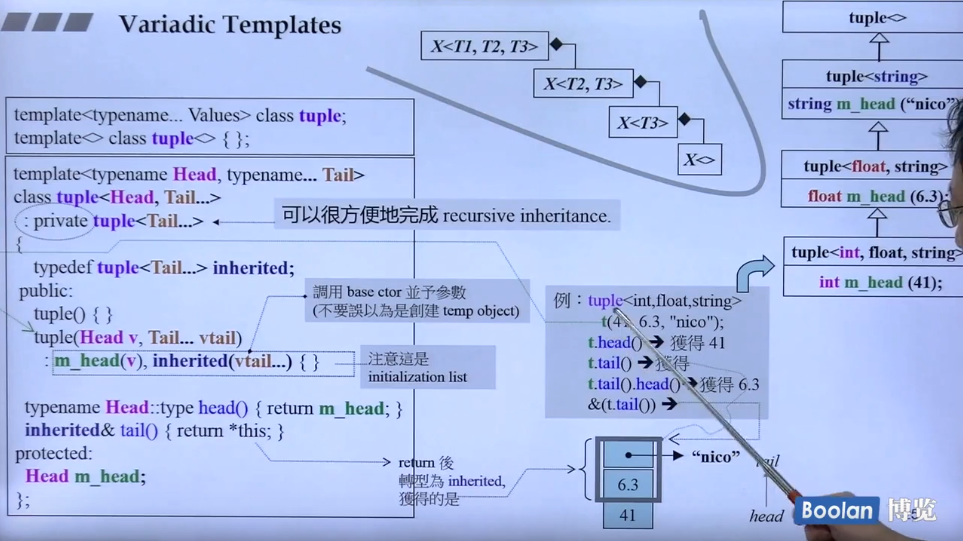 Variadic Templates
X<T1, T2, T3>
X<T2, T3>
X<T3>
X<>
tuple<>
tuple<string>
string m_head (“nico”)
tuple<float, string>
float m_head (6.3);
tuple<int, float, string>
int m_head (41);
template<typename... Values> class tuple;
template<> class tuple<> { };
template<typename Head, typename... Tail>
class tuple<Head, Tail...>
: private tuple<Tail...>
{
typedef tuple<Tail...> inherited;
public:
tuple() { }
tuple(Head v, Tail... vtail)
: m_head(v), inherited(vtail...) { }
typename Head::type head() { return m_head; }
inherited& tail() { return *this; }
protected:
Head m_head;
};
可以很方便地完成 recursive inheritance.
調用 base ctor 並予參數
(不要誤以為是創建 temp object)
注意這是
initialization list
例：tuple<int,float,string>
t(41, 6.3, "nico");
t.head() ➔ 獲得 41
t.tail() ➔ 獲得
t.tail().head() ➔ 獲得 6.3
&(t.tail()) ➔
return 後
轉型為 inherited,
獲得的是
“nico”
6.3
41
tail
head
Boolan 博览